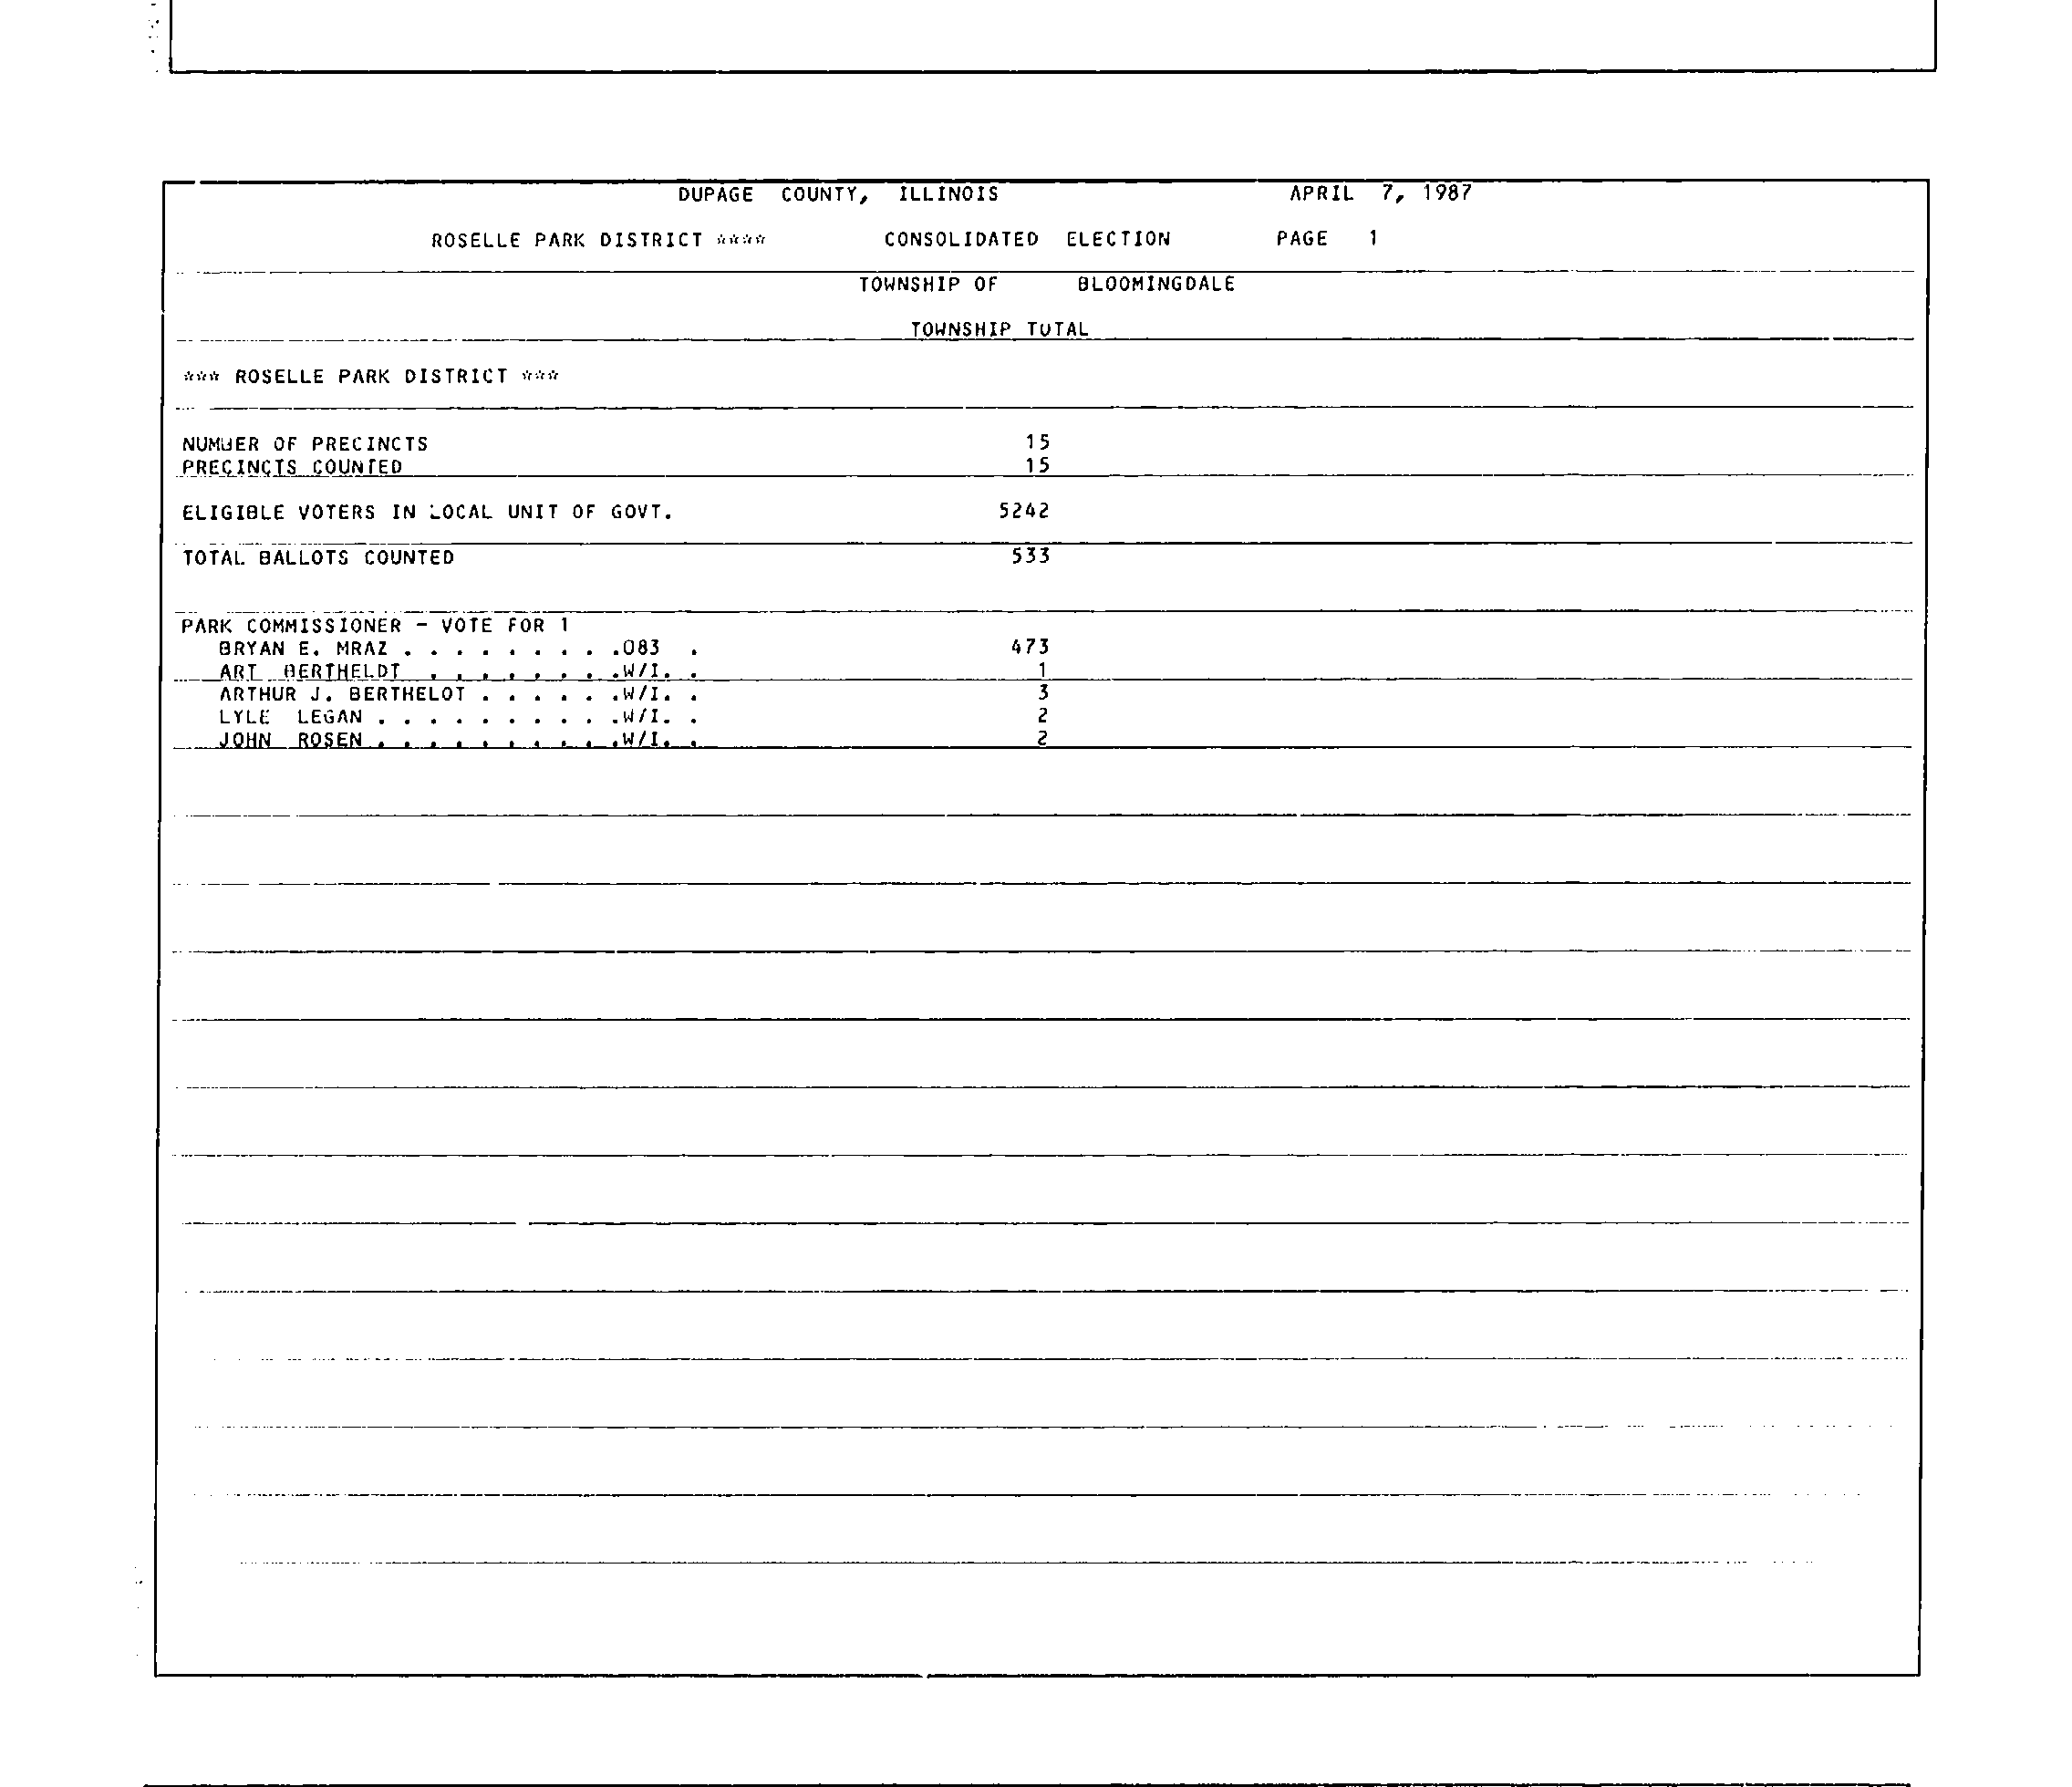 DUPAGE COUNTY, ILLINOIS APRIL 7, 1987
ROSELLE PARK DISTRICT **** CONSOLIDATED ELECTION PAGE 1
TOWNSHIP OF BLOOMINGDALE
TOWNSHIP TOTAL
*** ROSELLE PARK DISTRICT ***
NUMBER OF PRECINCTS 15
PRECINCTS COUNTED 15
ELIGIBLE VOTERS IN LOCAL UNIT OF GOVT. 5242
TOTAL BALLOTS COUNTED 533
PARK COMMISSIONER - VOTE FOR 1
BRYAN E. MRAZ . . . . . . . . .083 . 473
ART BERTHELDT . . . . . . . .W/I. . 1
ARTHUR J. BERTHELOT . . . . . .W/I. . 3
LYLE LEGAN . . . . . . . . . .W/I. . 2
JOHN ROSEN . . . . . . . . . .W/I. . 2